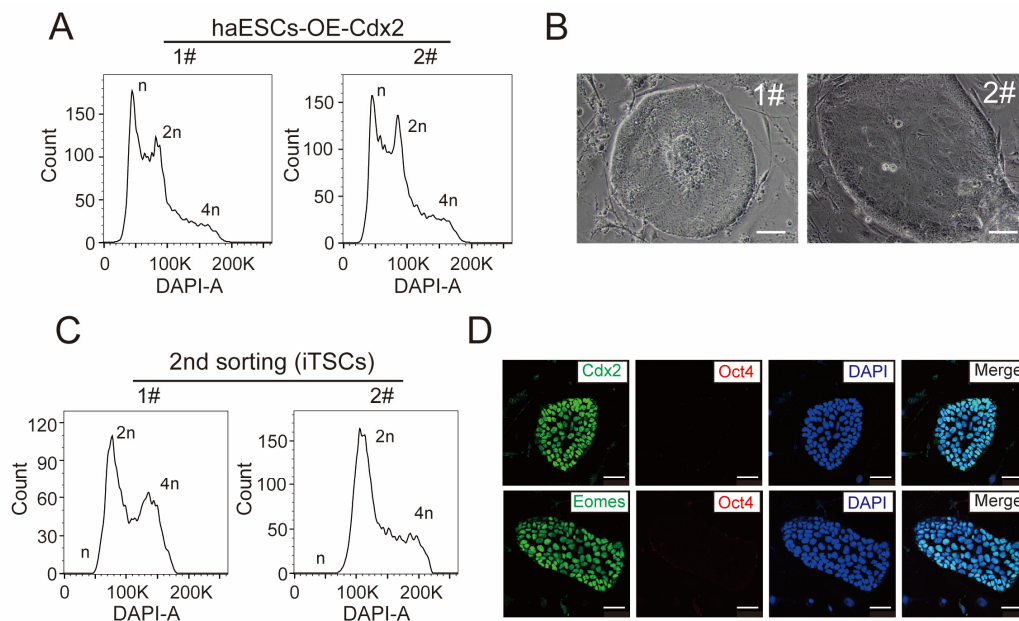 A
haESCs-OE-Cdx2
1#
2#
n
2n
4n
Count
150
100
50
0
0
100K
200K
DAPI-A
n
2n
4n
Count
150
100
50
0
0
100K
200K
DAPI-A
B
1#
2#
C
2nd sorting (iTSCs)
1#
2#
2n
4n
n
Count
120
90
60
30
0
0
100K
200K
DAPI-A
2n
4n
n
Count
150
100
50
0
0
100K
200K
DAPI-A
D
Cdx2
Oct4
DAPI
Merge
Eomes
Oct4
DAPI
Merge